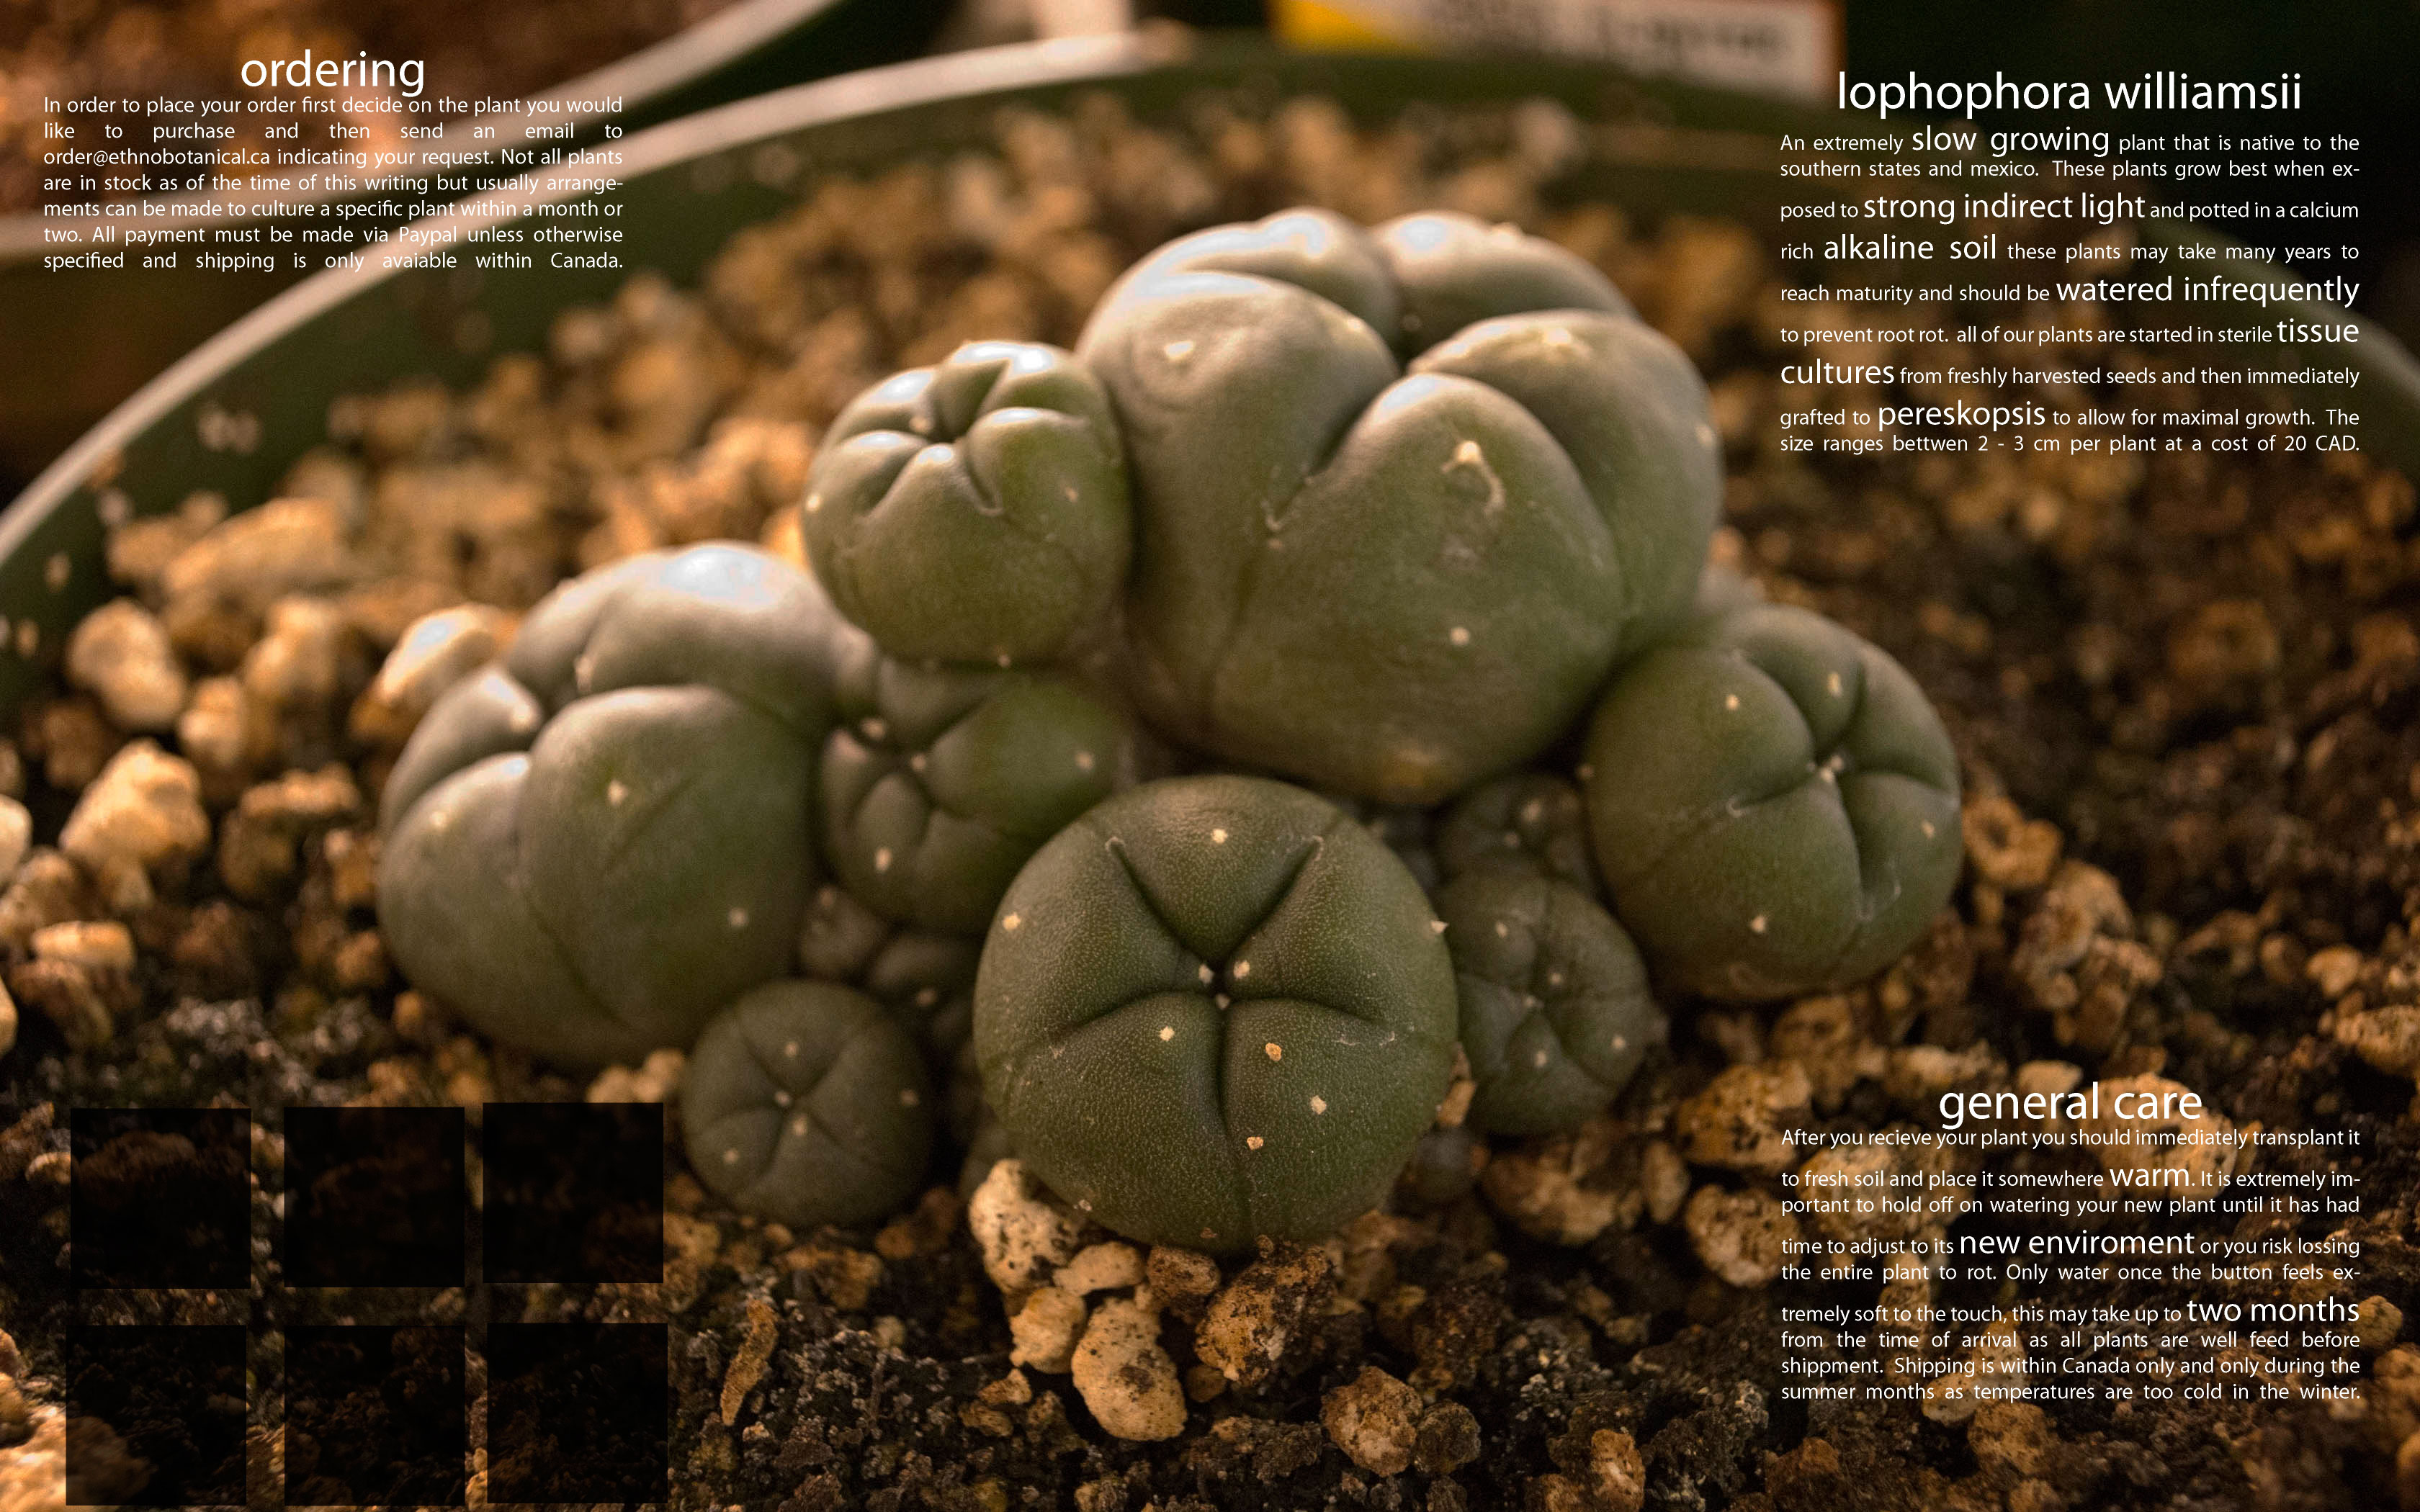 ordering
In order to place your order first decide on the plant you would
like to purchase and then send an email to
order@ethnobotanical.ca indicating your request. Not all plants
are in stock as of the time of this writing but usually arrange-
ments can be made to culture a specific plant within a month or
two. All payment must be made via Paypal unless otherwise
specified and shipping is only avaiable within Canada.
lophophora williamsii
An extremely slow growing plant that is native to the
southern states and mexico. These plants grow best when ex-
posed to strong indirect light and potted in a calcium
rich alkaline soil these plants may take many years to
reach maturity and should be watered infrequently
to prevent root rot. all of our plants are started in sterile tissue
cultures from freshly harvested seeds and then immediately
grafted to pereskopsis to allow for maximal growth. The
size ranges bettwen 2 - 3 cm per plant at a cost of 20 CAD.
general care
After you recieve your plant you should immediately transplant it
to fresh soil and place it somewhere warm. It is extremely im-
portant to hold off on watering your new plant until it has had
time to adjust to its new enviroment or you risk lossing
the entire plant to rot. Only water once the button feels ex-
tremely soft to the touch, this may take up to two months
from the time of arrival as all plants are well feed before
shippment. Shipping is within Canada only and only during the
summer months as temperatures are too cold in the winter.